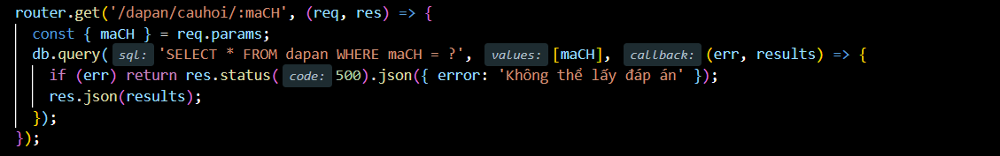 router.get('/dapan/cauhoi/:maCH', (req, res) => {
const { maCH } = req.params;
db.query( sql: 'SELECT * FROM dapan WHERE maCH = ?', values: [maCH], callback: (err, results) => {
if (err) return res.status( code: 500).json({ error: 'Không thể lấy đáp án' });
res.json(results);
});
});